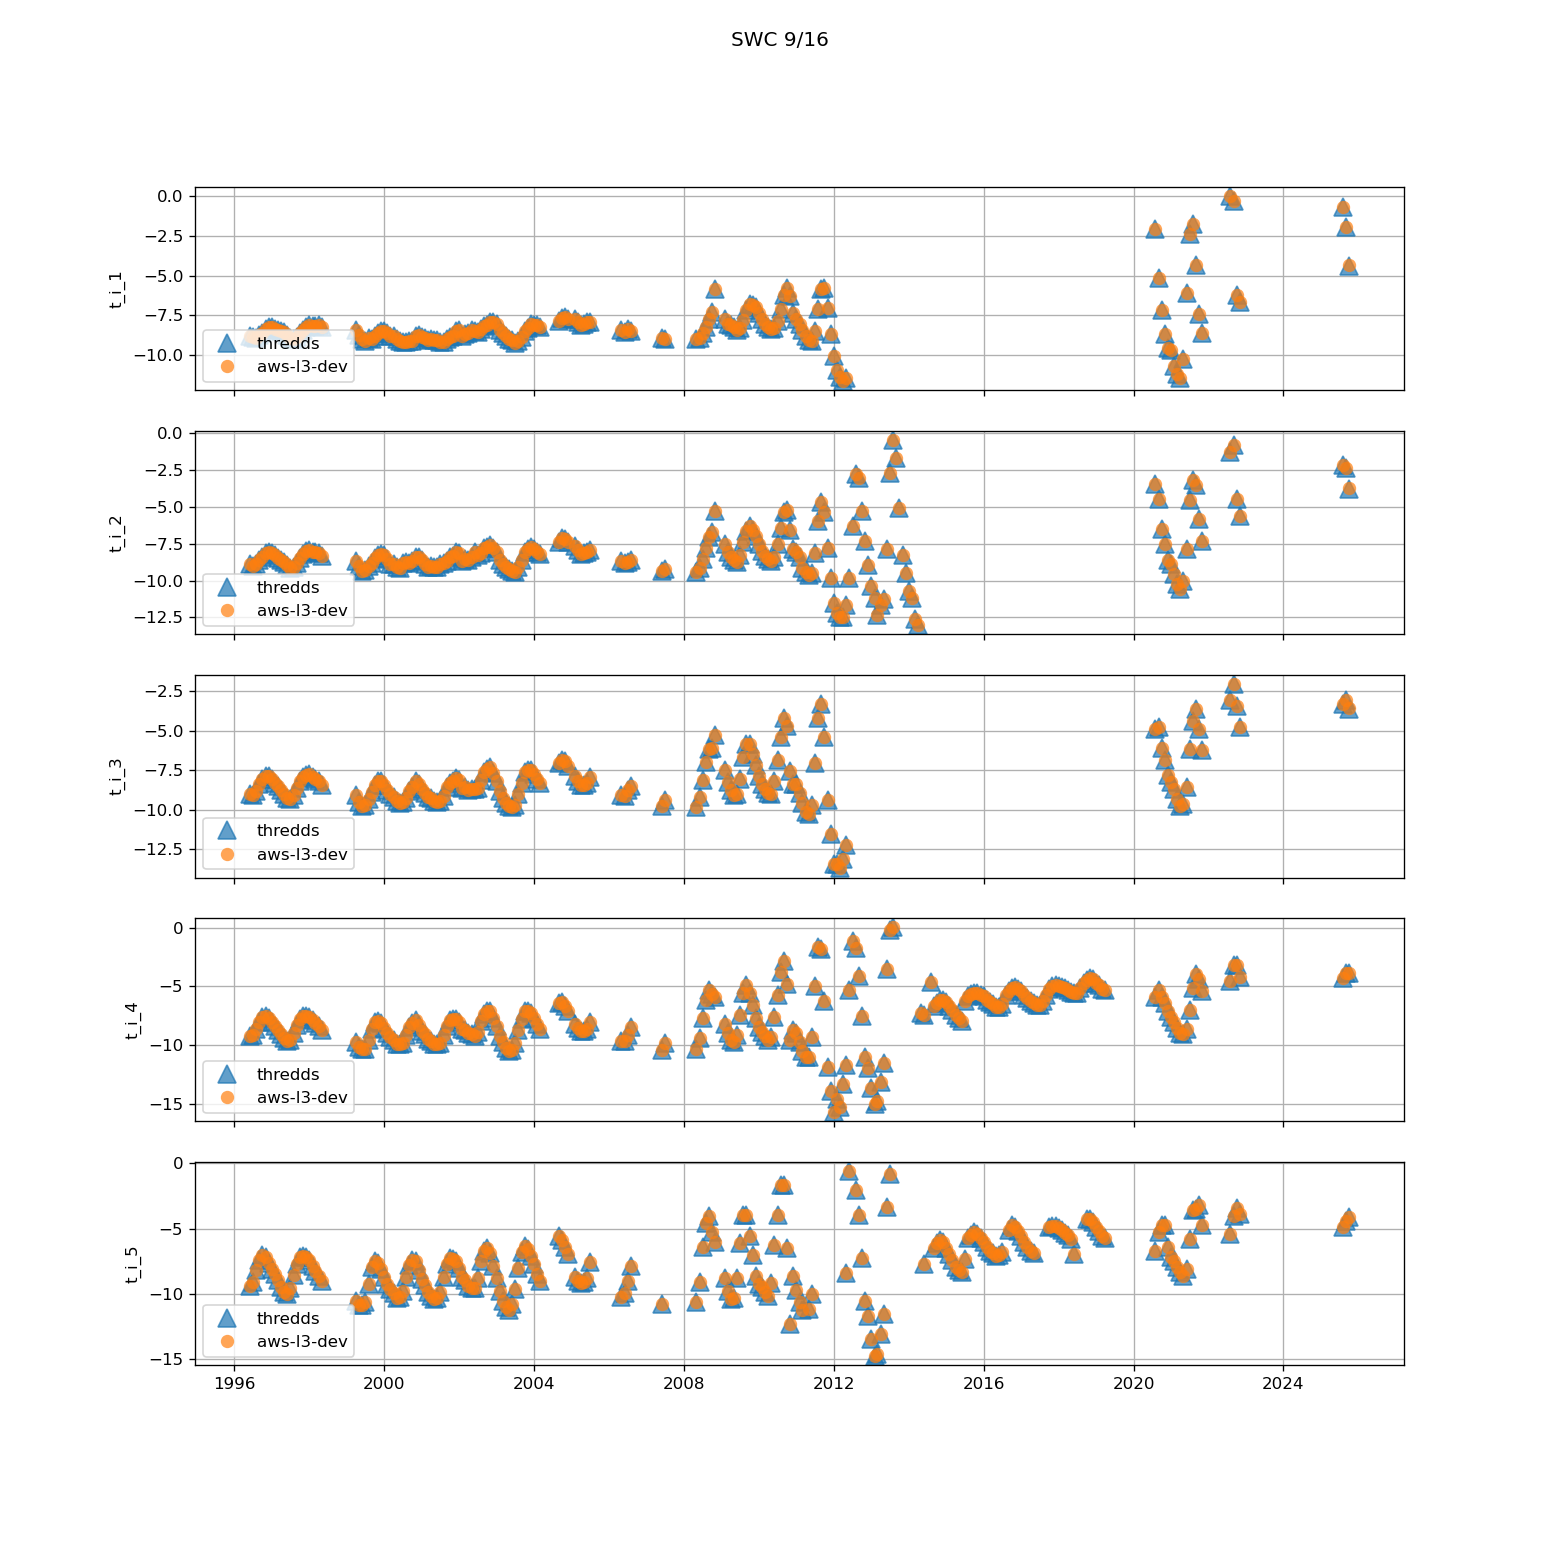 SWC 9/16
0.0
−2.5
−5.0
−7.5
−10.0
t_i_1
thredds
aws-l3-dev
0.0
−2.5
−5.0
−7.5
−10.0
−12.5
t_i_2
thredds
aws-l3-dev
−2.5
−5.0
−7.5
−10.0
−12.5
t_i_3
thredds
aws-l3-dev
0
−5
−10
−15
t_i_4
thredds
aws-l3-dev
0
−5
−10
−15
t_i_5
thredds
aws-l3-dev
1996 2000 2004 2008 2012 2016 2020 2024